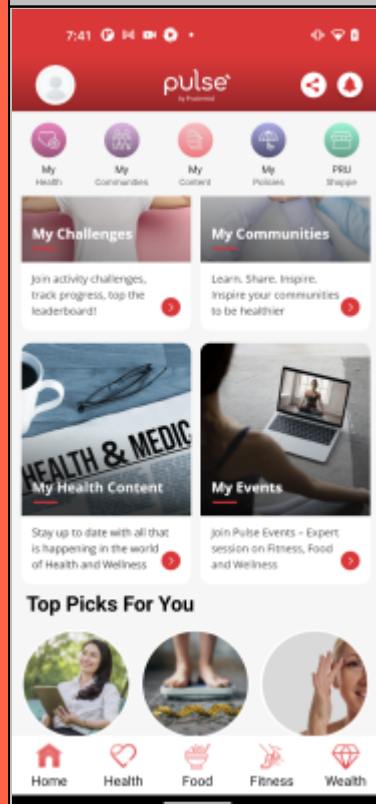 7:41
pulse
by Prudential
My
Health
My
Communities
My
Content
My
Policies
PRU
Shoppe
My Challenges
Join activity challenges,
track progress, top the
leaderboard!
My Communities
Learn. Share. Inspire.
Inspire your communities
to be healthier
HEALTH & MEDIC
My Health Content
Stay up to date with all that
is happening in the world
of Health and Wellness
My Events
Join Pulse Events – Expert
session on Fitness, Food
and Wellness
Top Picks For You
Home
Health
Food
Fitness
Wealth